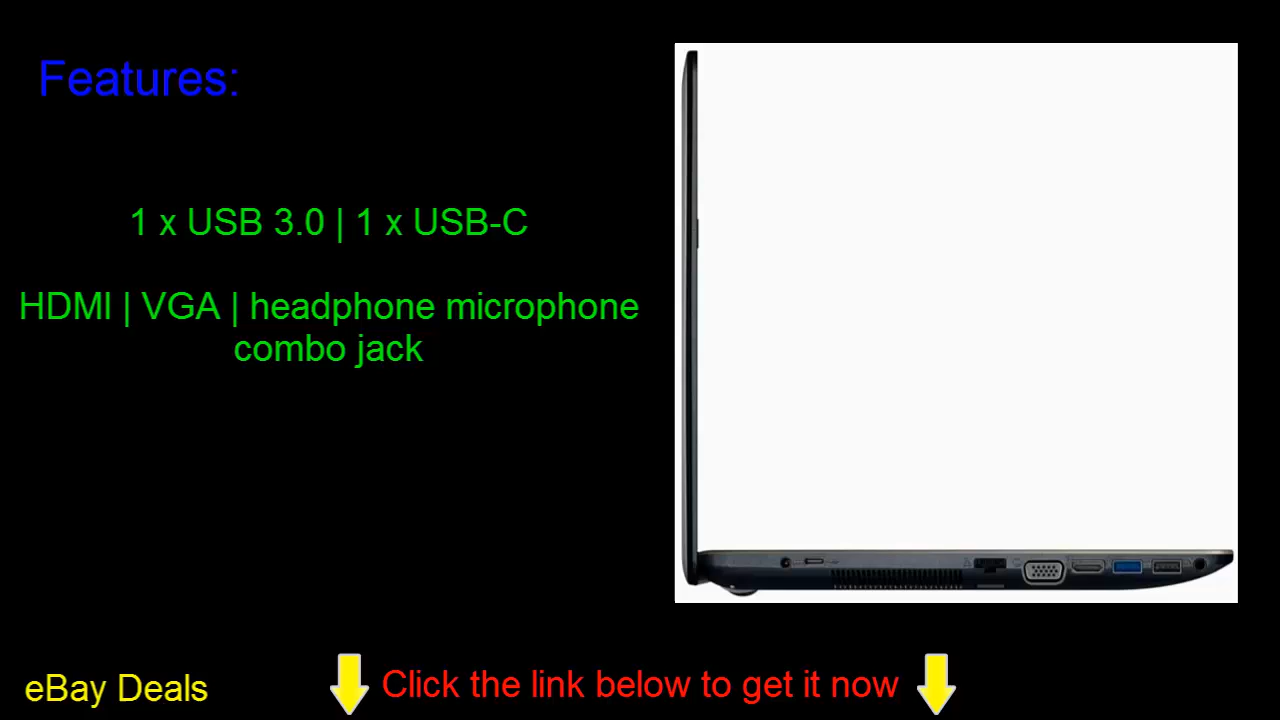 Features:
1 x USB 3.0 | 1 x USB-C
HDMI | VGA | headphone microphone
combo jack
eBay Deals
Click the link below to get it now